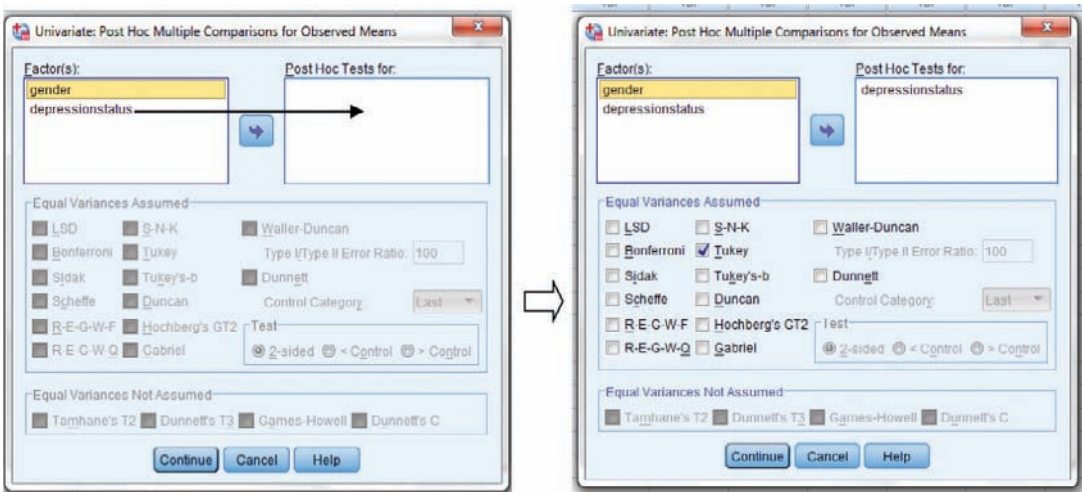 Univariate: Post Hoc Multiple Comparisons for Observed Means
Factor(s):
Post Hoc Tests for:
gender
depressionstatus
Equal Variances Assumed
LSD S-N-K Waller-Duncan
Bonferroni Tukey Type I/Type II Error Ratio: 100
Sidak Tukey's-b Dunnett
Scheffe Duncan Control Category: Last
R-E-G-W-F Hochberg's GT2 Test
R-E-G-W-Q Gabriel 2-sided < Control > Control
Equal Variances Not Assumed
Tamhane's T2 Dunnett's T3 Games-Howell Dunnett's C
Continue Cancel Help
Univariate: Post Hoc Multiple Comparisons for Observed Means
Factor(s):
Post Hoc Tests for:
gender
depressionstatus
depressionstatus
Equal Variances Assumed
LSD S-N-K Waller-Duncan
Bonferroni Tukey Type I/Type II Error Ratio: 100
Sidak Tukey's-b Dunnett
Scheffe Duncan Control Category: Last
R-E-G-W-F Hochberg's GT2 Test
R-E-G-W-Q Gabriel 2-sided < Control > Control
Equal Variances Not Assumed
Tamhane's T2 Dunnett's T3 Games-Howell Dunnett's C
Continue Cancel Help